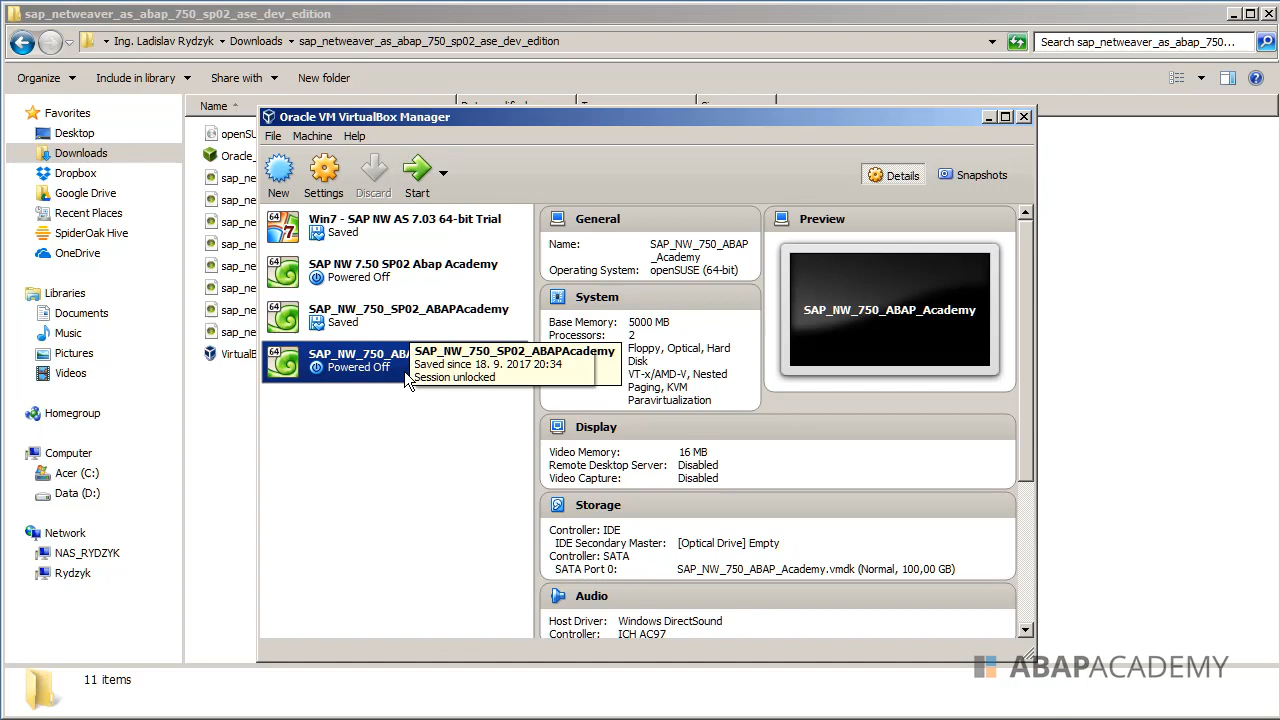 sap_netweaver_as_abap_750_sp02_ase_dev_edition
Ing. Ladislav Rydzyk
Downloads
sap_netweaver_as_abap_750_sp02_ase_dev_edition
Search sap_netweaver_as_abap_750...
Organize
Include in library
Share with
New folder
Favorites
Desktop
Downloads
Dropbox
Google Drive
Recent Places
SpiderOak Hive
OneDrive
Libraries
Documents
Music
Pictures
Videos
Homegroup
Computer
Acer (C:)
Data (D:)
Network
NAS_RYDZYK
Rydzyk
Name
openSU
Oracle_
sap_ne
sap_ne
sap_ne
sap_ne
sap_ne
sap_ne
sap_ne
sap_ne
VirtualB
Oracle VM VirtualBox Manager
File Machine Help
New
Settings
Discard
Start
Details
Snapshots
Win7 - SAP NW AS 7.03 64-bit Trial
64
Saved
SAP NW 7.50 SP02 Abap Academy
64
Powered Off
SAP_NW_750_SP02_ABAPAcademy
64
Saved
SAP_NW_750_ABA
64
Powered Off
SAP_NW_750_SP02_ABAPAcademy
Saved since 18. 9. 2017 20:34
Session unlocked
General
Name: SAP_NW_750_ABAP
_Academy
Operating System: openSUSE (64-bit)
System
Base Memory: 5000 MB
Processors: 2
Floppy, Optical, Hard
Disk
VT-x/AMD-V, Nested
Paging, KVM
Paravirtualization
Preview
SAP_NW_750_ABAP_Academy
Display
Video Memory: 16 MB
Remote Desktop Server: Disabled
Video Capture: Disabled
Storage
Controller: IDE
IDE Secondary Master: [Optical Drive] Empty
Controller: SATA
SATA Port 0: SAP_NW_750_ABAP_Academy.vmdk (Normal, 100,00 GB)
Audio
Host Driver: Windows DirectSound
Controller: ICH AC97
11 items
ABAPACADEMY